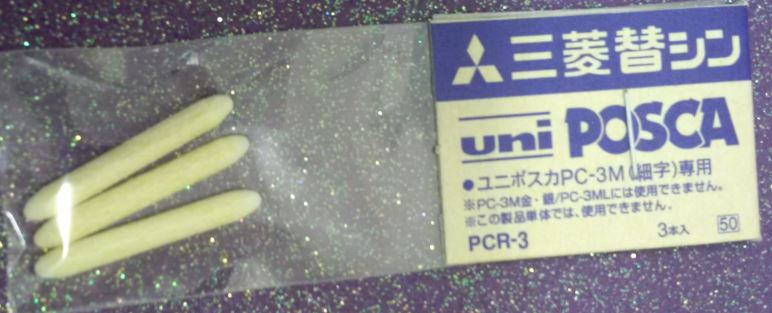 三菱替シン
uni POSCA
●ユニポスカPC-3M(細字)専用
※PC-3M金・銀/PC-3MLには使用できません。
※この製品単体では、使用できません。
PCR-3 3本入 50